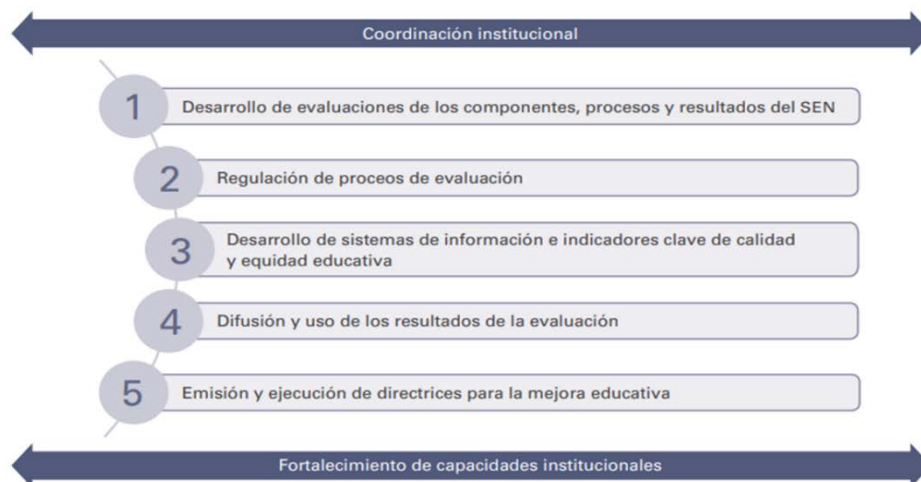 Coordinación institucional
1
Desarrollo de evaluaciones de los componentes, procesos y resultados del SEN
2
Regulación de proceos de evaluación
3
Desarrollo de sistemas de información e indicadores clave de calidad
y equidad educativa
4
Difusión y uso de los resultados de la evaluación
5
Emisión y ejecución de directrices para la mejora educativa
Fortalecimiento de capacidades institucionales